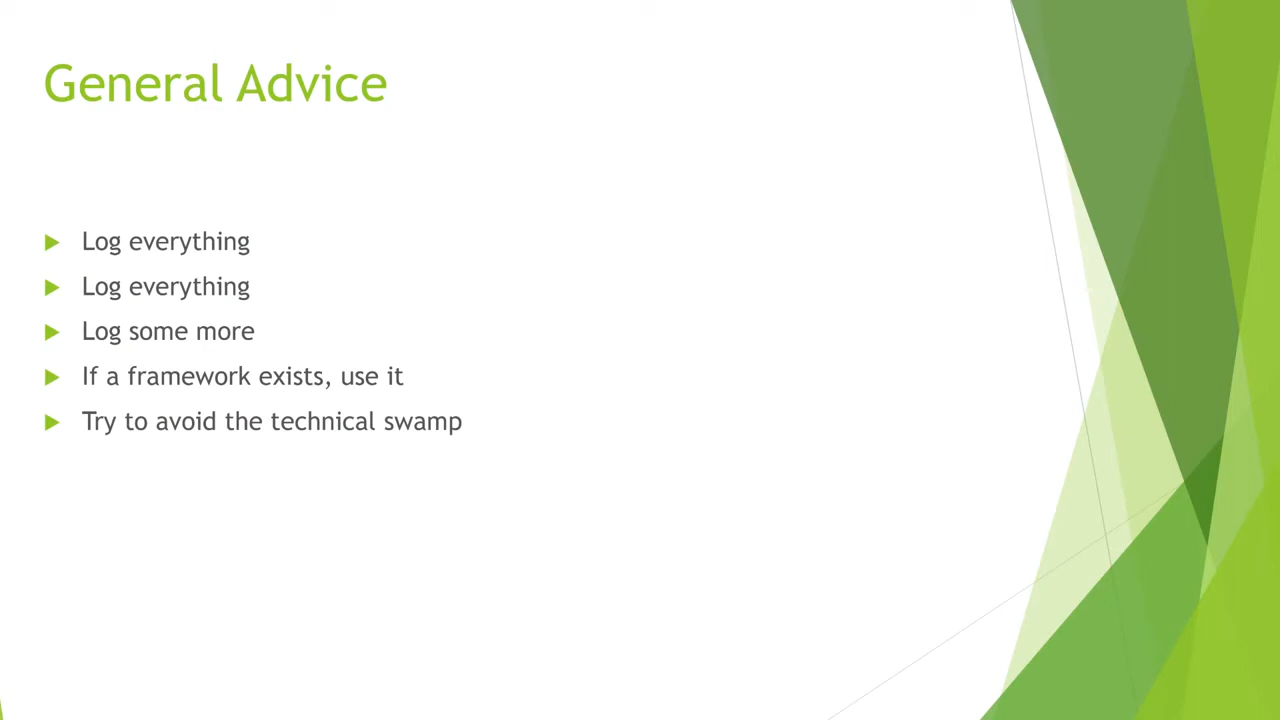 General Advice
Log everything
Log everything
Log some more
If a framework exists, use it
Try to avoid the technical swamp